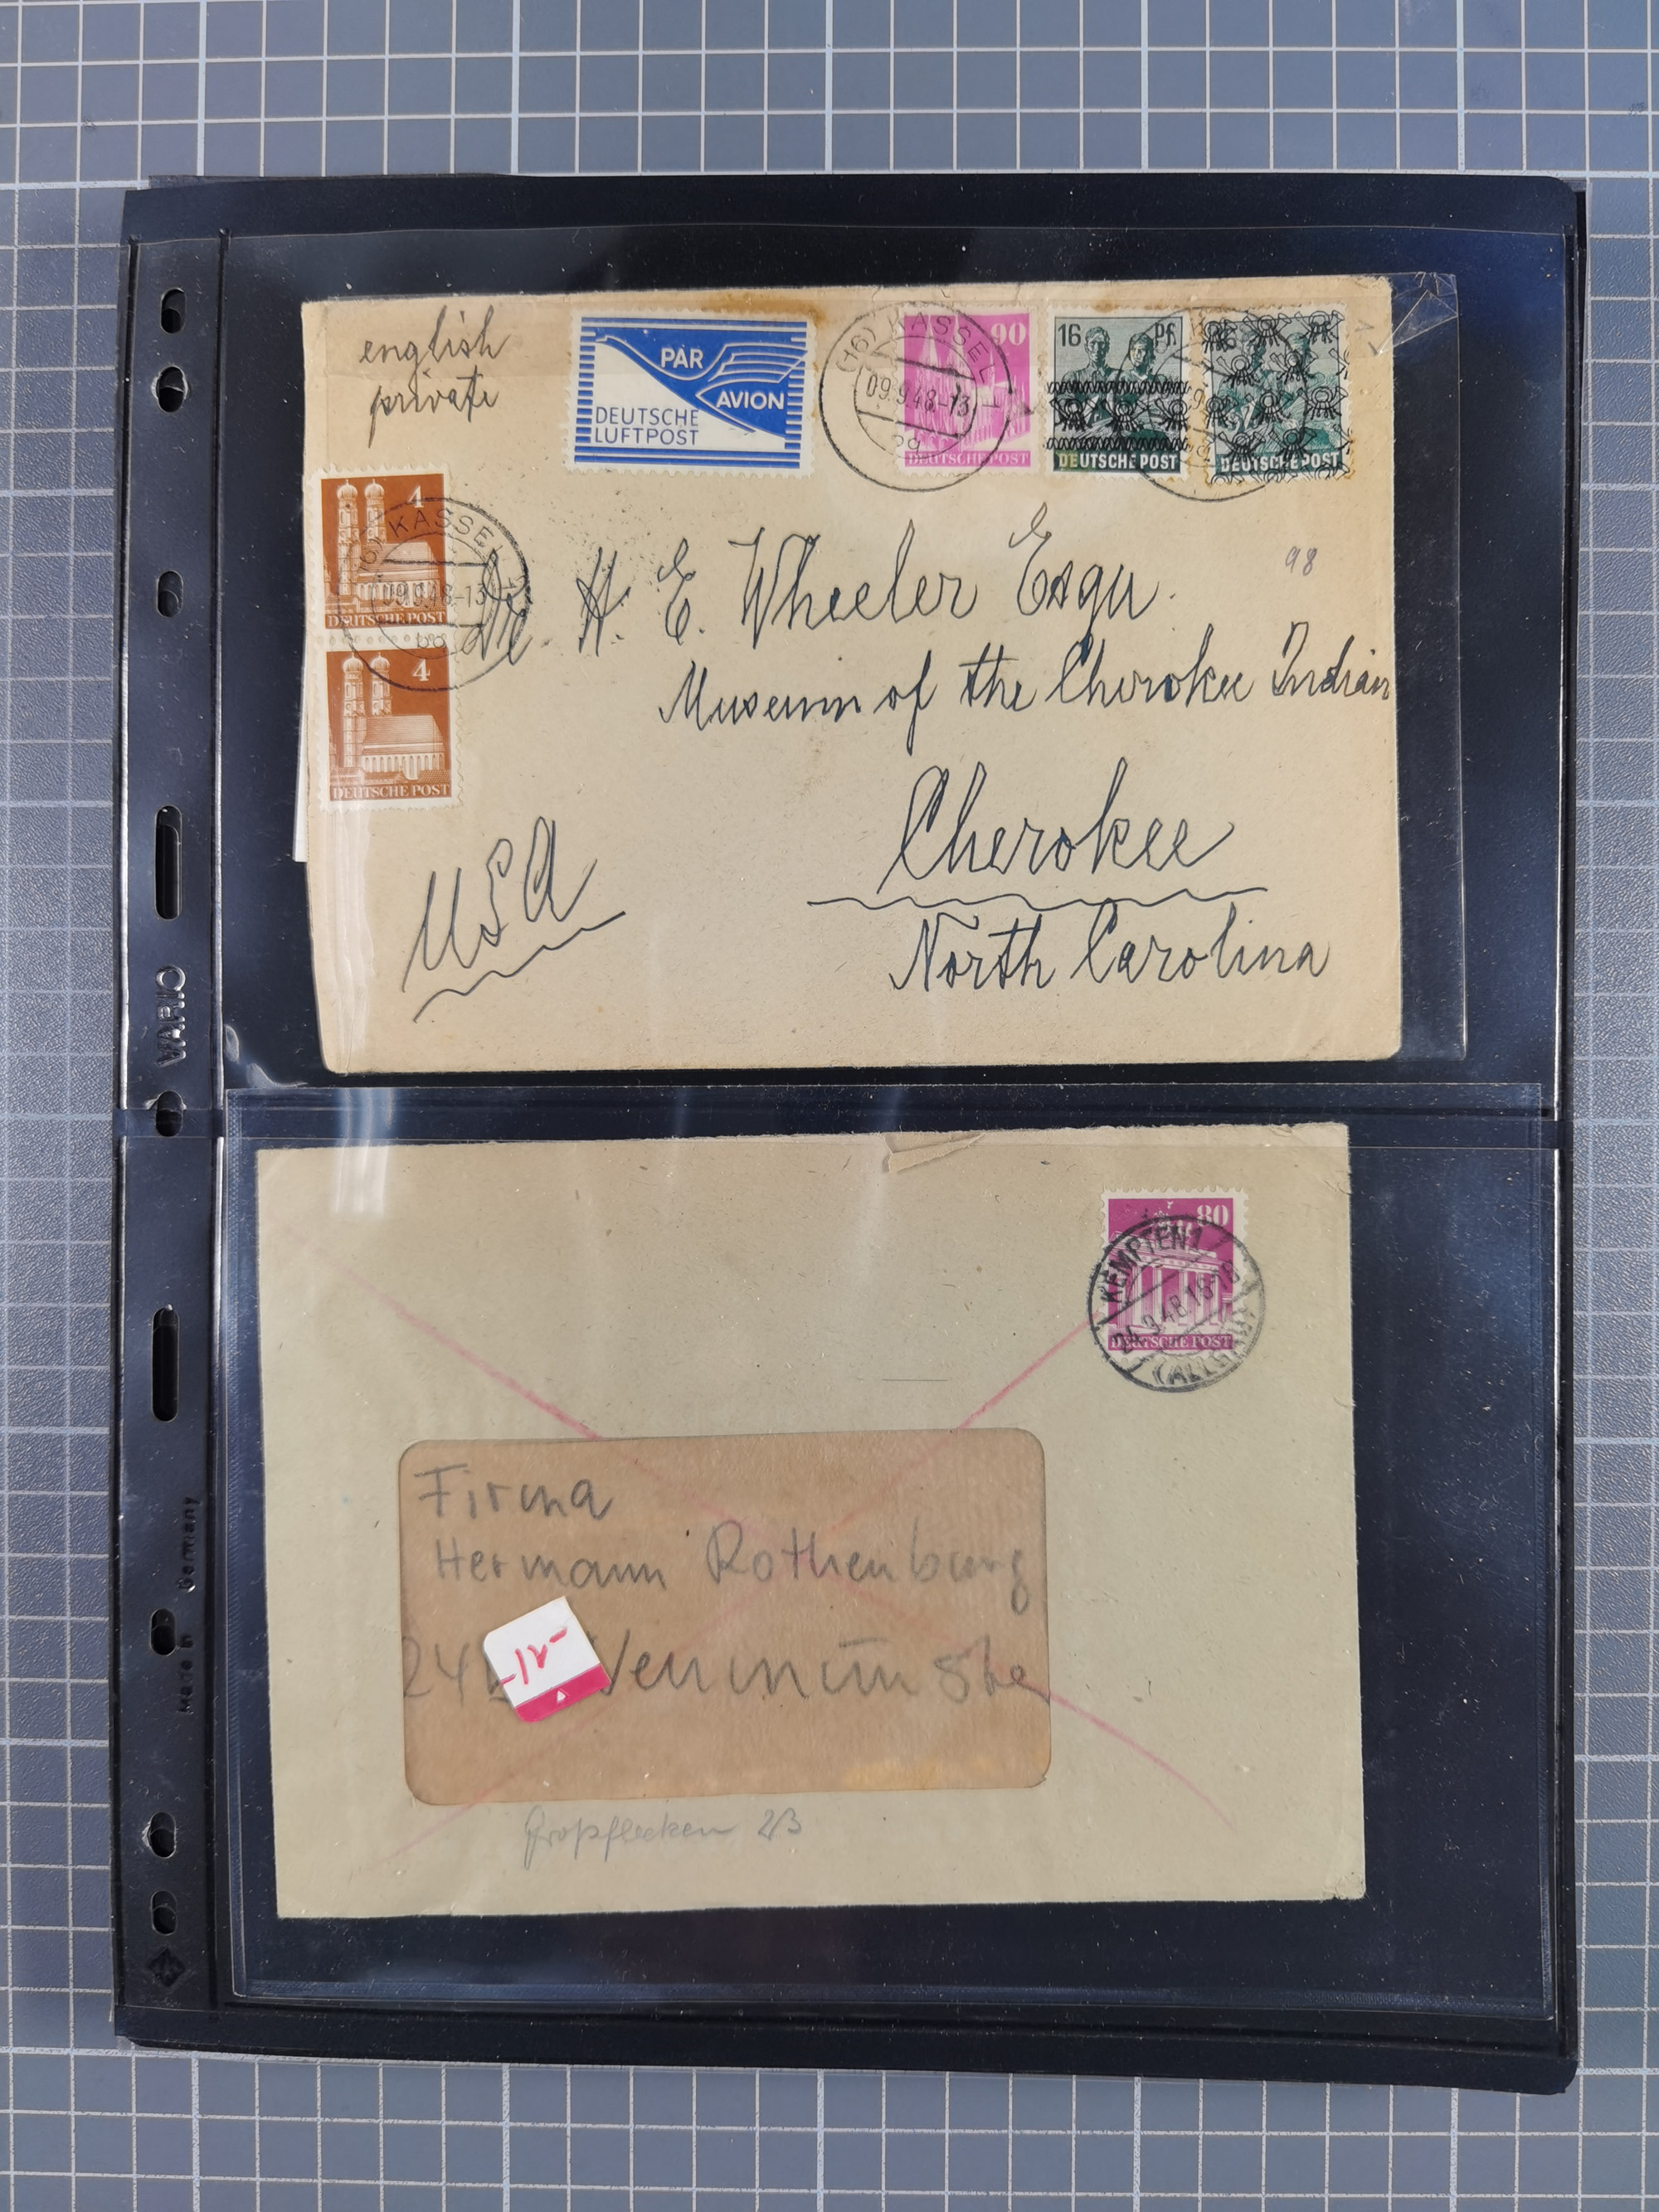 english
private
PAR
AVION
DEUTSCHE
LUFTPOST
(16) KASSEL
09.9.48.-13
90
DEUTSCHE POST
16 Pf.
DEUTSCHE POST
DEUTSCHE POST
4
KASSEL
09.9.48-13
DEUTSCHE POST
4
DEUTSCHE POST
98
H. E. Wheeler Esqu.
Museum of the Cherokee Indian
Cherokee
North Carolina
USA
VARIO
Made in Germany
80
KEMPTEN 1
DEUTSCHE POST
Firma
Hermann Rothenburg
12-